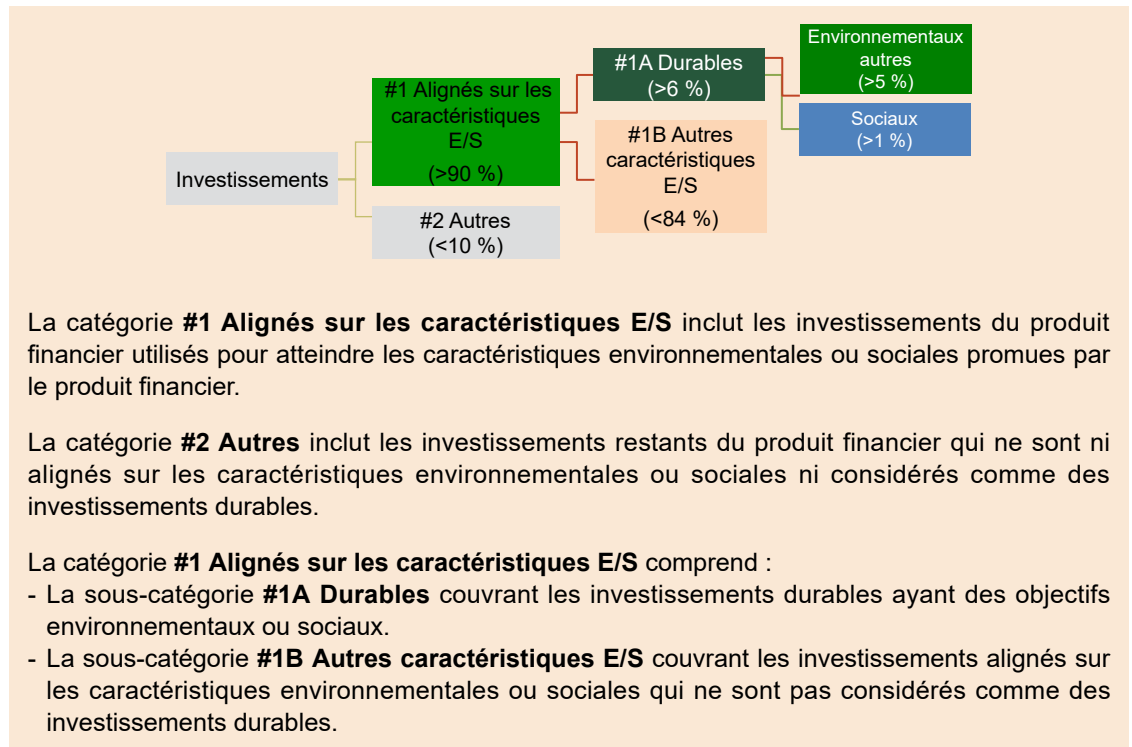 Investissements
#1 Alignés sur les
caractéristiques
E/S
(>90 %)
#2 Autres
(<10 %)
#1A Durables
(>6 %)
#1B Autres
caractéristiques
E/S
(<84 %)
Environnementaux
autres
(>5 %)
Sociaux
(>1 %)
La catégorie #1 Alignés sur les caractéristiques E/S inclut les investissements du produit
financier utilisés pour atteindre les caractéristiques environnementales ou sociales promues par
le produit financier.
La catégorie #2 Autres inclut les investissements restants du produit financier qui ne sont ni
alignés sur les caractéristiques environnementales ou sociales ni considérés comme des
investissements durables.
La catégorie #1 Alignés sur les caractéristiques E/S comprend :
- La sous-catégorie #1A Durables couvrant les investissements durables ayant des objectifs
environnementaux ou sociaux.
- La sous-catégorie #1B Autres caractéristiques E/S couvrant les investissements alignés sur
les caractéristiques environnementales ou sociales qui ne sont pas considérés comme des
investissements durables.